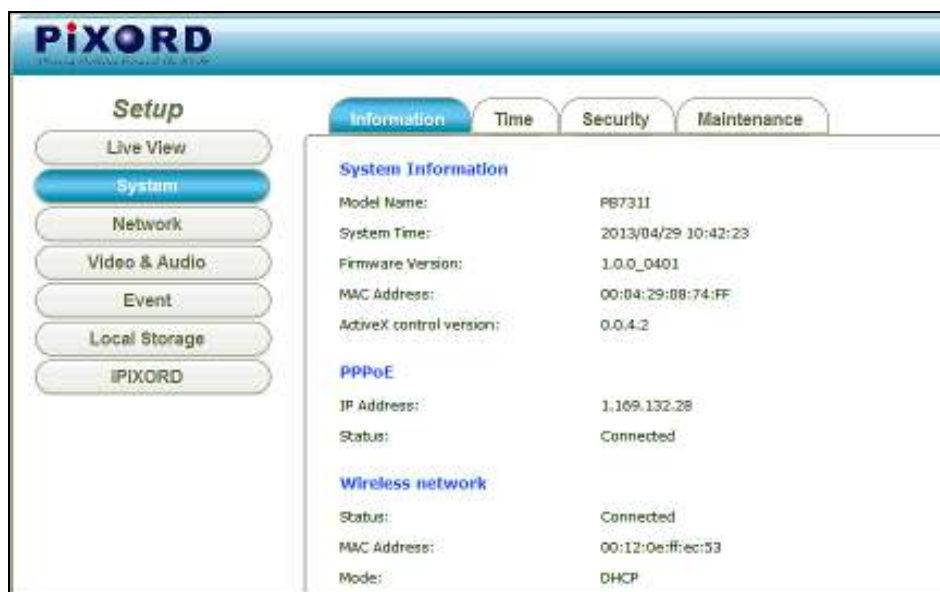 PiXORD
Setup
Live View
System
Network
Video & Audio
Event
Local Storage
IPIXORD
Information Time Security Maintenance
System Information
Model Name: PB731I
System Time: 2013/04/29 10:42:23
Firmware Version: 1.0.0_0401
MAC Address: 00:04:29:08:74:FF
ActiveX control version: 0.0.4.2
PPPoE
IP Address: 1.169.132.28
Status: Connected
Wireless network
Status: Connected
MAC Address: 00:12:0e:ff:ec:53
Mode: DHCP